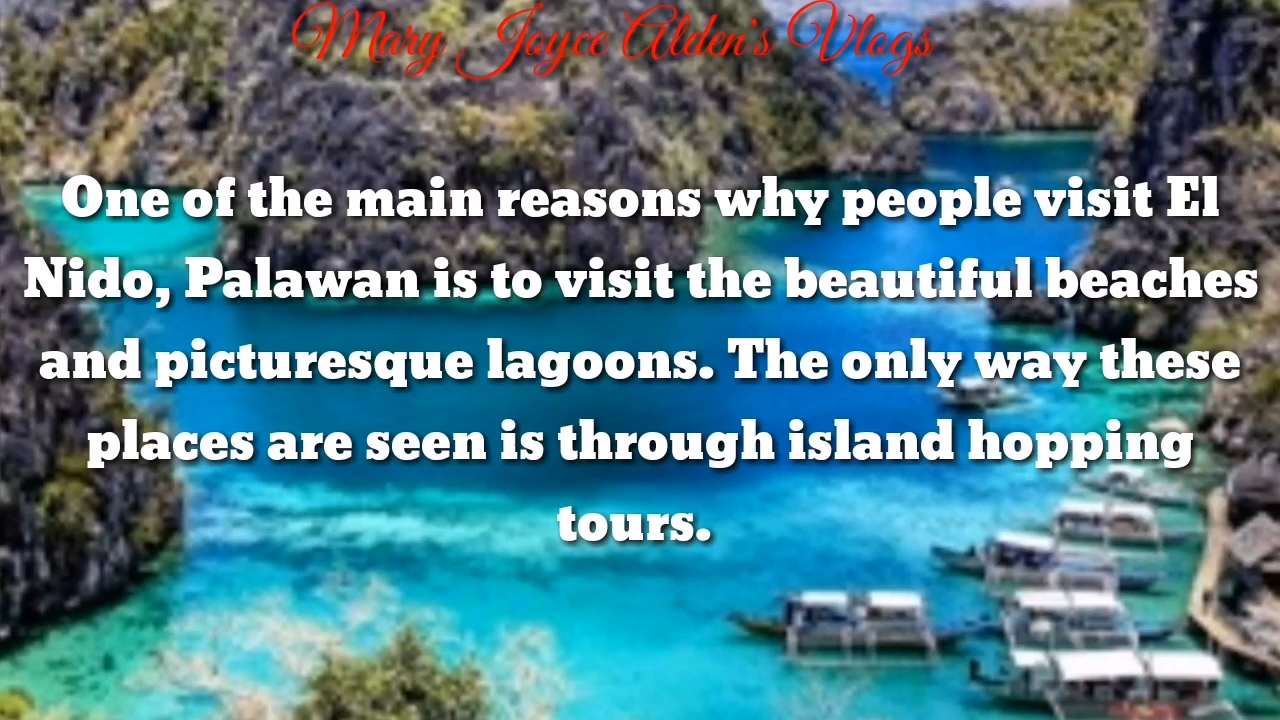 Mary Joyce Alden's Vlogs
One of the main reasons why people visit El
Nido, Palawan is to visit the beautiful beaches
and picturesque lagoons. The only way these
places are seen is through island hopping
tours.